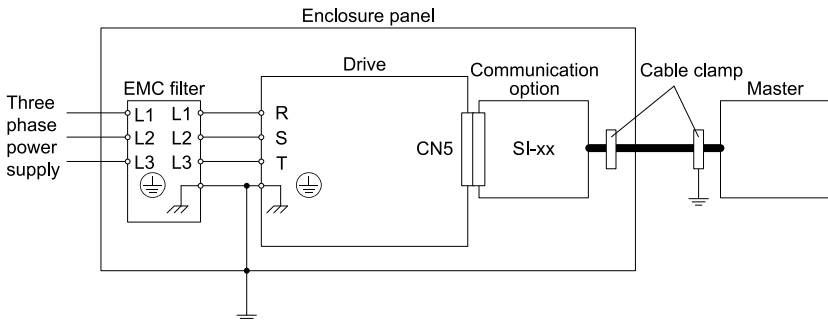 Enclosure panel
Drive
EMC filter
Communication
option
Cable clamp
Master
Three
phase
power
supply
L1 L1 R
L2 L2 S
L3 L3 T
CN5
SI-xx